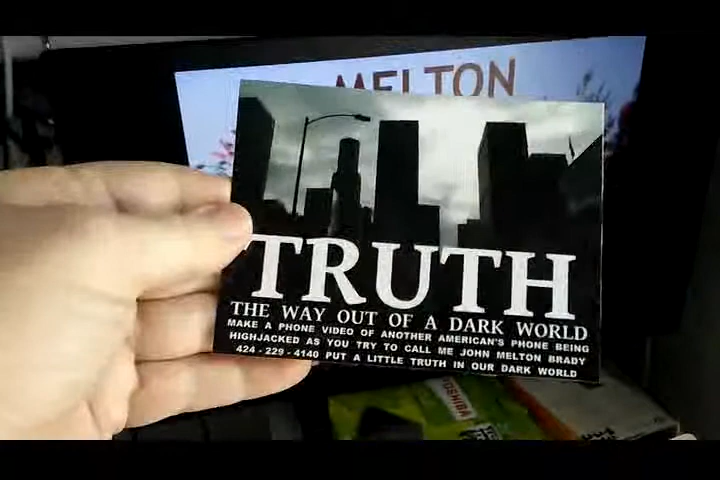 MELTON
TRUTH
THE WAY OUT OF A DARK WORLD
MAKE A PHONE VIDEO OF ANOTHER AMERICAN'S PHONE BEING
HIGHJACKED AS YOU TRY TO CALL ME JOHN MELTON BRADY
424 - 229 - 4140 PUT A LITTLE TRUTH IN OUR DARK WORLD
TOSHIBA